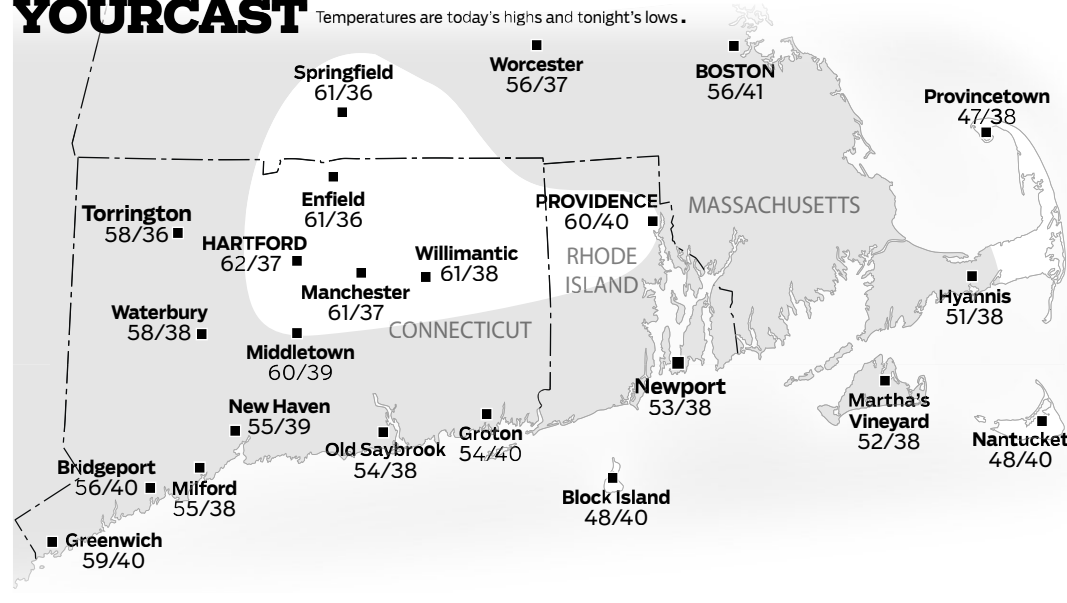 YOURCAST
Temperatures are today's highs and tonight's lows.
Springfield
61/36
Worcester
56/37
BOSTON
56/41
Provincetown
47/38
Enfield
61/36
Torrington
58/36
HARTFORD
62/37
Willimantic
61/38
Manchester
61/37
PROVIDENCE
60/40
MASSACHUSETTS
RHODE
ISLAND
Hyannis
51/38
Waterbury
58/38
CONNECTICUT
Middletown
60/39
Newport
53/38
Martha's
Vineyard
52/38
Nantucket
48/40
New Haven
55/39
Old Saybrook
54/38
Groton
54/40
Bridgeport
56/40
Milford
55/38
Block Island
48/40
Greenwich
59/40